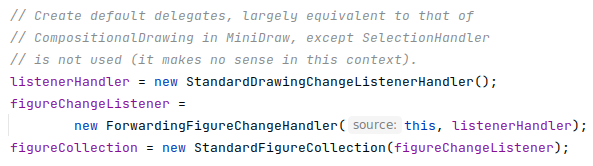 // Create default delegates, largely equivalent to that of
// CompositionalDrawing in MiniDraw, except SelectionHandler
// is not used (it makes no sense in this context).
listenerHandler = new StandardDrawingChangeListenerHandler();
figureChangeListener =
new ForwardingFigureChangeHandler( source: this, listenerHandler);
figureCollection = new StandardFigureCollection(figureChangeListener);